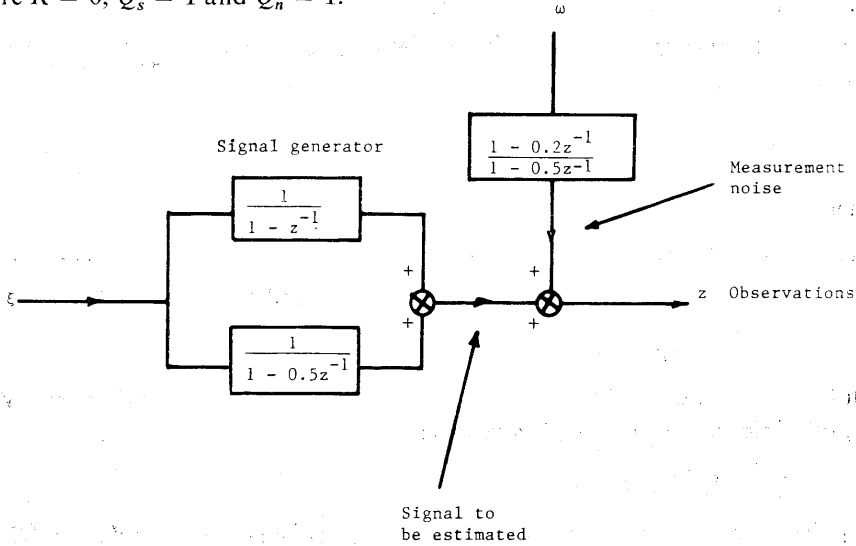 R = 0, Q_s = 1 and Q_n = 1.
ω
1 - 0.2z^-1
1 - 0.5z^-1
Signal generator
Measurement
noise
1
1 - z^-1
+
+
ξ
z Observations
+
+
1
1 - 0.5z^-1
Signal to
be estimated